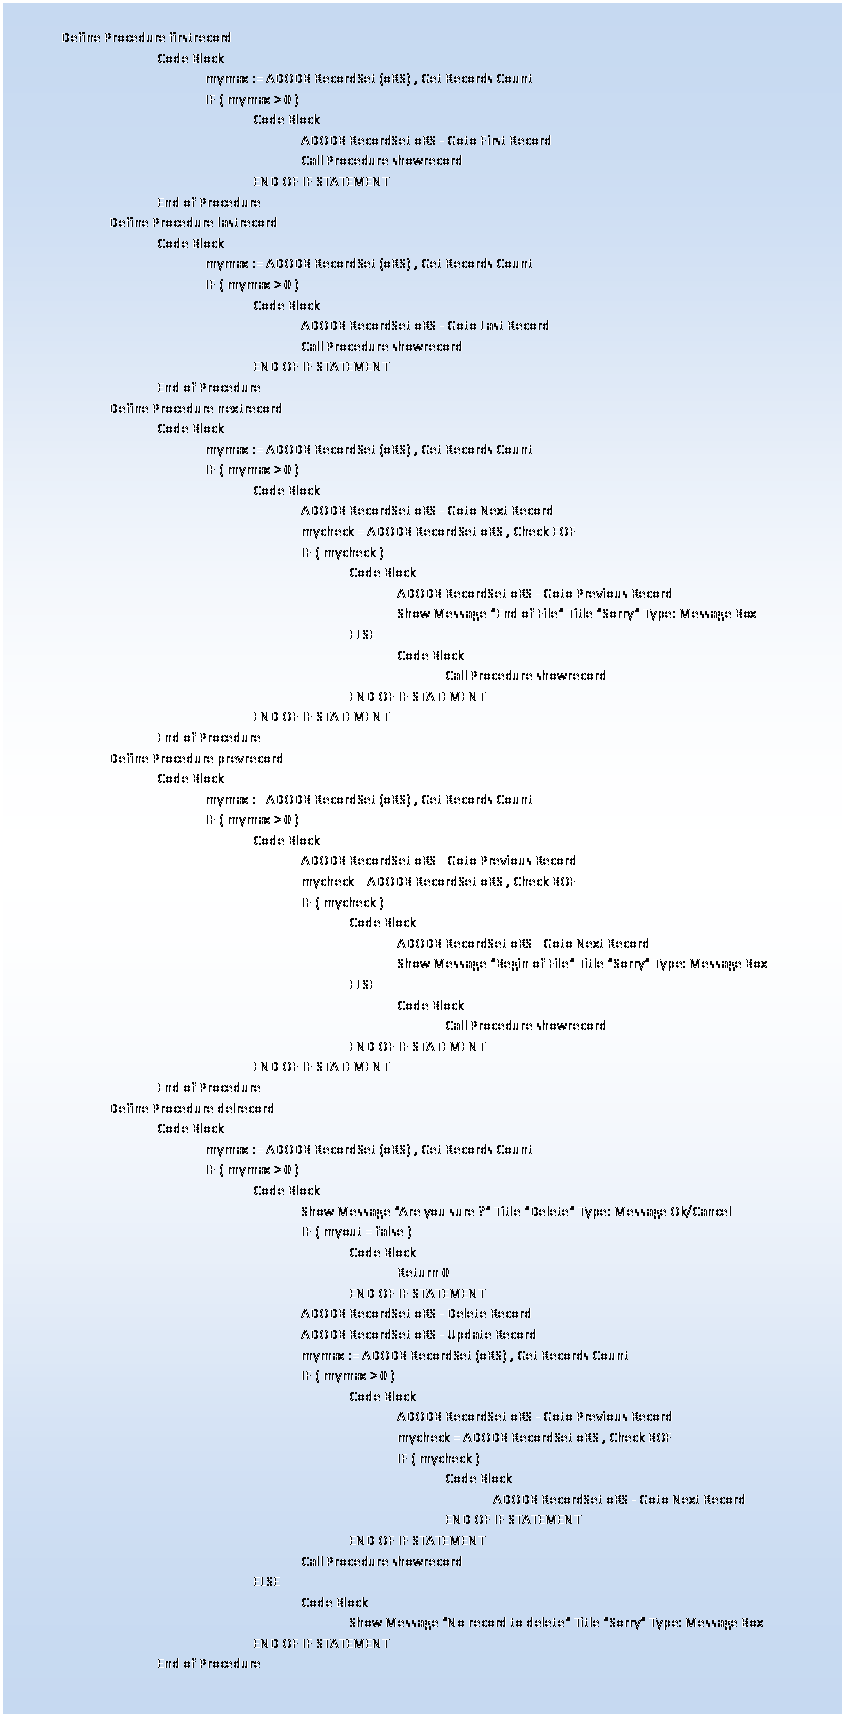 Define Procedure firstrecord
Code Block
mymax := ADODB RecordSet (oRS) , Get Records Count
IF ( mymax > 0 )
Code Block
ADODB RecordSet oRS - Goto First Record
Call Procedure showrecord
END OF IF STATEMENT
End of Procedure
Define Procedure lastrecord
Code Block
mymax := ADODB RecordSet (oRS) , Get Records Count
IF ( mymax > 0 )
Code Block
ADODB RecordSet oRS - Goto Last Record
Call Procedure showrecord
END OF IF STATEMENT
End of Procedure
Define Procedure nextrecord
Code Block
mymax := ADODB RecordSet (oRS) , Get Records Count
IF ( mymax > 0 )
Code Block
ADODB RecordSet oRS - Goto Next Record
mycheck = ADODB RecordSet oRS , Check EOF
IF ( mycheck )
Code Block
ADODB RecordSet oRS - Goto Previous Record
Show Message "End of File" Title "Sorry" Type: Message Box
ELSE
Code Block
Call Procedure showrecord
END OF IF STATEMENT
END OF IF STATEMENT
End of Procedure
Define Procedure prevrecord
Code Block
mymax := ADODB RecordSet (oRS) , Get Records Count
IF ( mymax > 0 )
Code Block
ADODB RecordSet oRS - Goto Previous Record
mycheck = ADODB RecordSet oRS , Check BOF
IF ( mycheck )
Code Block
ADODB RecordSet oRS - Goto Next Record
Show Message "Begin of File" Title "Sorry" Type: Message Box
ELSE
Code Block
Call Procedure showrecord
END OF IF STATEMENT
END OF IF STATEMENT
End of Procedure
Define Procedure delrecord
Code Block
mymax := ADODB RecordSet (oRS) , Get Records Count
IF ( mymax > 0 )
Code Block
Show Message "Are you sure ?" Title "Delete" Type: Message Ok/Cancel
IF ( myout = false )
Code Block
Return 0
END OF IF STATEMENT
ADODB RecordSet oRS - Delete Record
ADODB RecordSet oRS - Update Record
mymax := ADODB RecordSet (oRS) , Get Records Count
IF ( mymax > 0 )
Code Block
ADODB RecordSet oRS - Goto Previous Record
mycheck = ADODB RecordSet oRS , Check BOF
IF ( mycheck )
Code Block
ADODB RecordSet oRS - Goto Next Record
END OF IF STATEMENT
END OF IF STATEMENT
Call Procedure showrecord
ELSE
Code Block
Show Message "No record to delete" Title "Sorry" Type: Message Box
END OF IF STATEMENT
End of Procedure